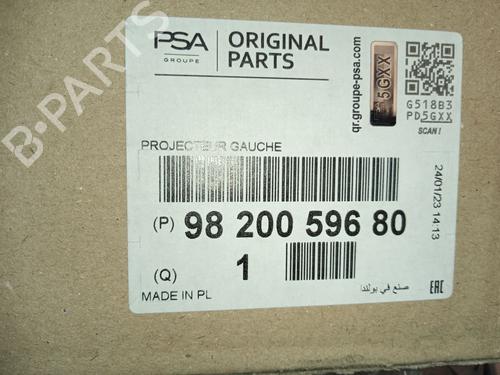 PSA
GROUPE
ORIGINAL
PARTS
qr.groupe-psa.com
5GXX
G518B3
PD5GXX
SCAN!
PROJECTEUR GAUCHE
24/01/23 14:13
(P) 98 200 596 80
(Q) 1
MADE IN PL
صنع في بولندا
EAC
B-PARTS